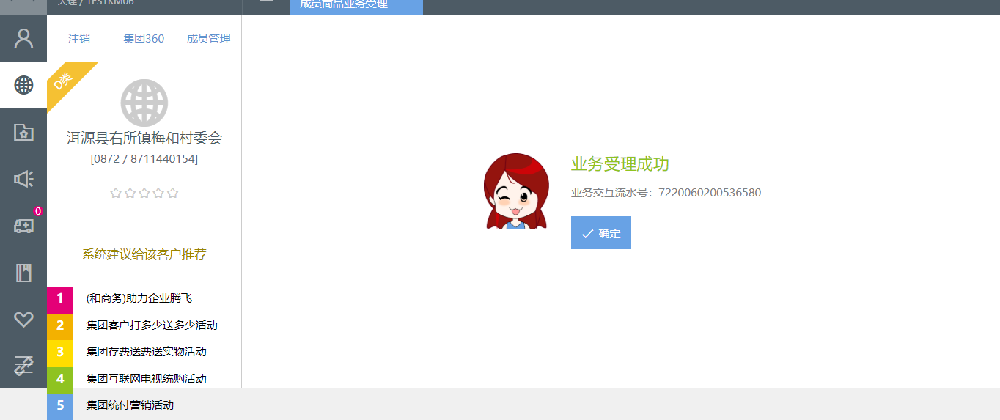 大理 / TESTKM06
成员商品业务受理
注销 集团360 成员管理
D类
洱源县右所镇梅和村委会
[0872 / 8711440154]
0
系统建议给该客户推荐
1 (和商务)助力企业腾飞
2 集团客户打多少送多少活动
3 集团存费送费送实物活动
4 集团互联网电视统购活动
5 集团统付营销活动
业务受理成功
业务交互流水号：7220060200536580
确定